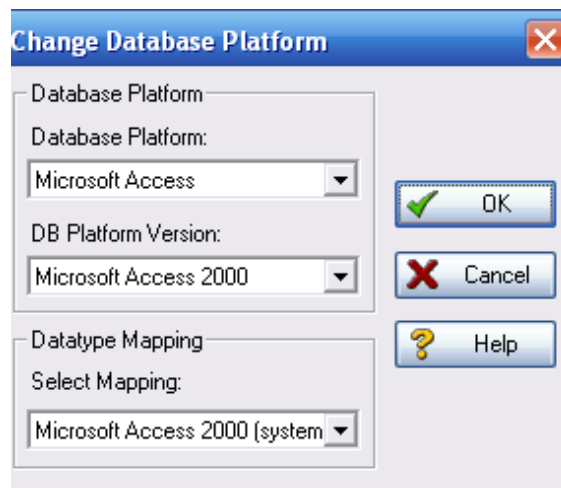 Change Database Platform
Database Platform
Database Platform:
Microsoft Access
DB Platform Version:
Microsoft Access 2000
Datatype Mapping
Select Mapping:
Microsoft Access 2000 (system
OK
Cancel
Help